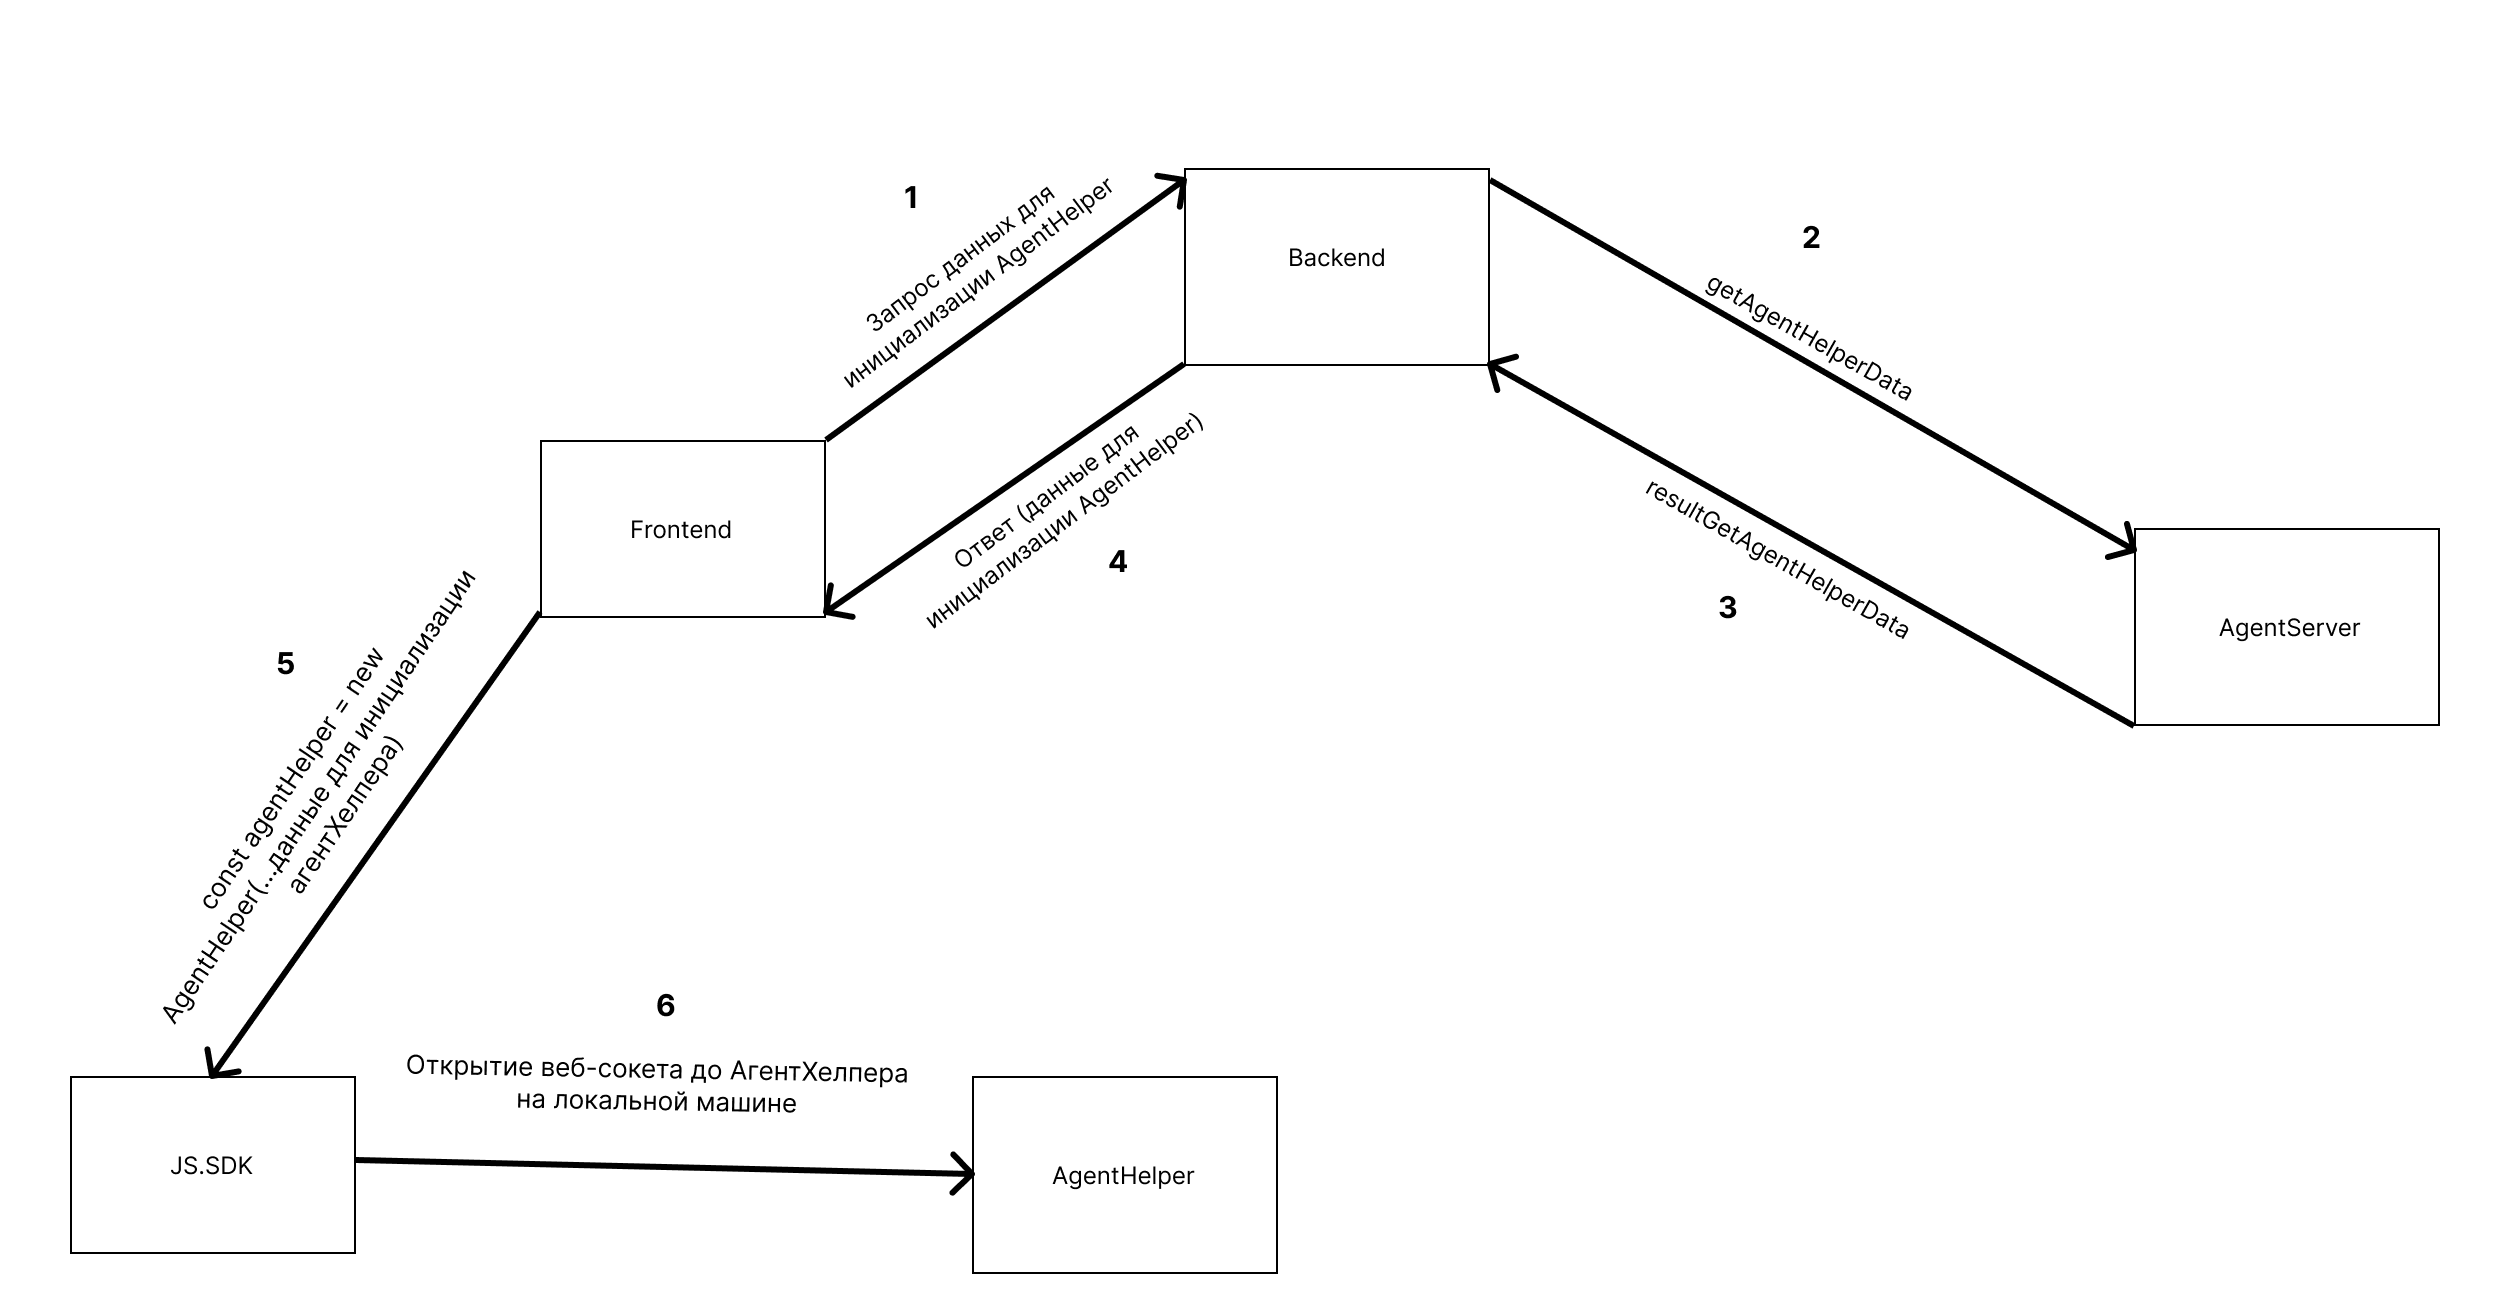 1
Запрос данных для
инициализации AgentHelper
Backend
2
getAgentHelperData
Frontend
Ответ (данные для
инициализации AgentHelper)
4
resultGetAgentHelperData
3
AgentServer
5
const agentHelper = new
AgentHelper(...данные для инициализации
агентХелпера)
6
Открытие веб-сокета до АгентХелпера
на локальной машине
JS.SDK
AgentHelper